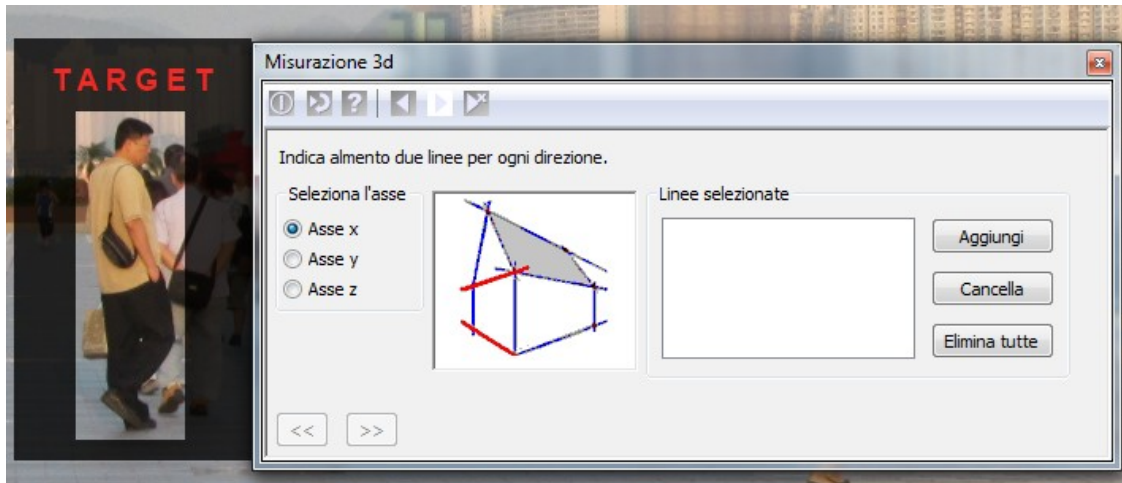 TARGET
Misurazione 3d
Indica almento due linee per ogni direzione.
Seleziona l'asse
Asse x
Asse y
Asse z
Linee selezionate
Aggiungi
Cancella
Elimina tutte
<< >>